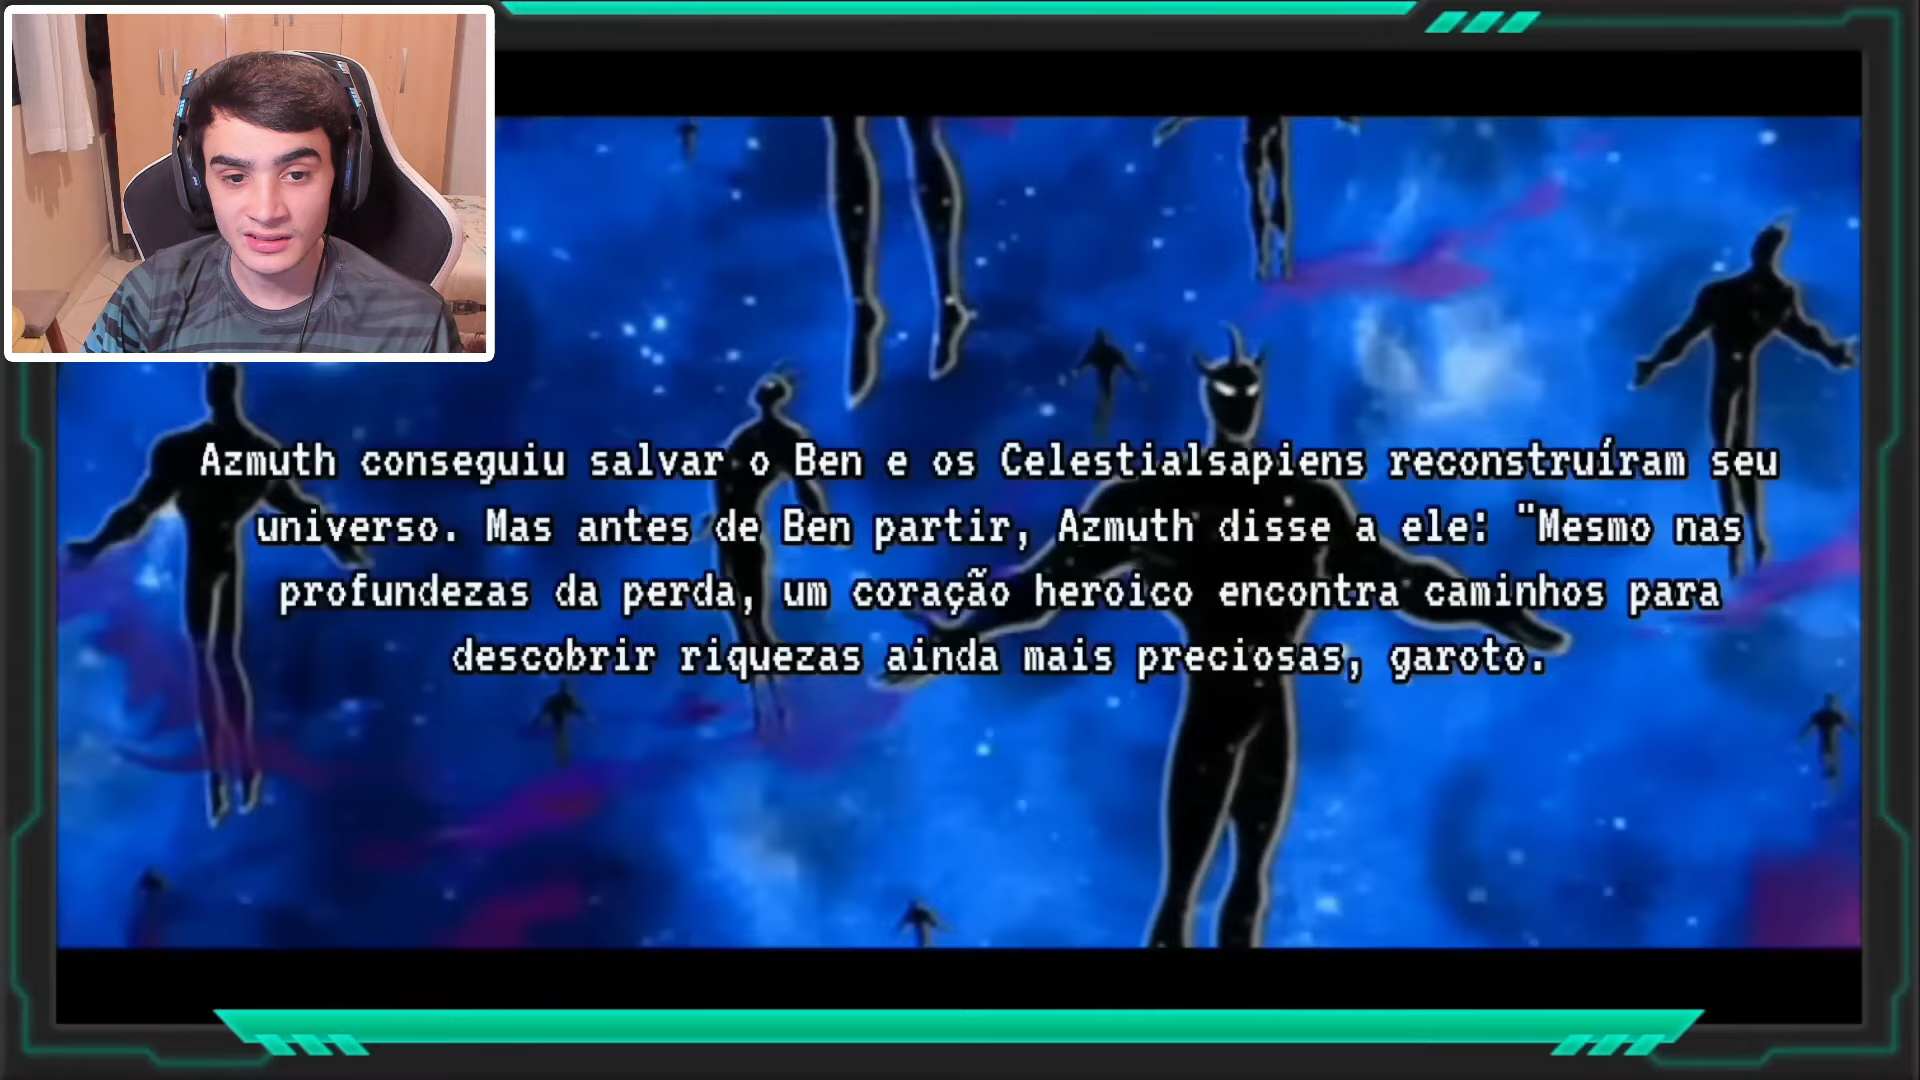 Azmuth conseguiu salvar o Ben e os Celestialsapiens reconstruíram seu
universo. Mas antes de Ben partir, Azmuth disse a ele: "Mesmo nas
profundezas da perda, um coração heroico encontra caminhos para
descobrir riquezas ainda mais preciosas, garoto.